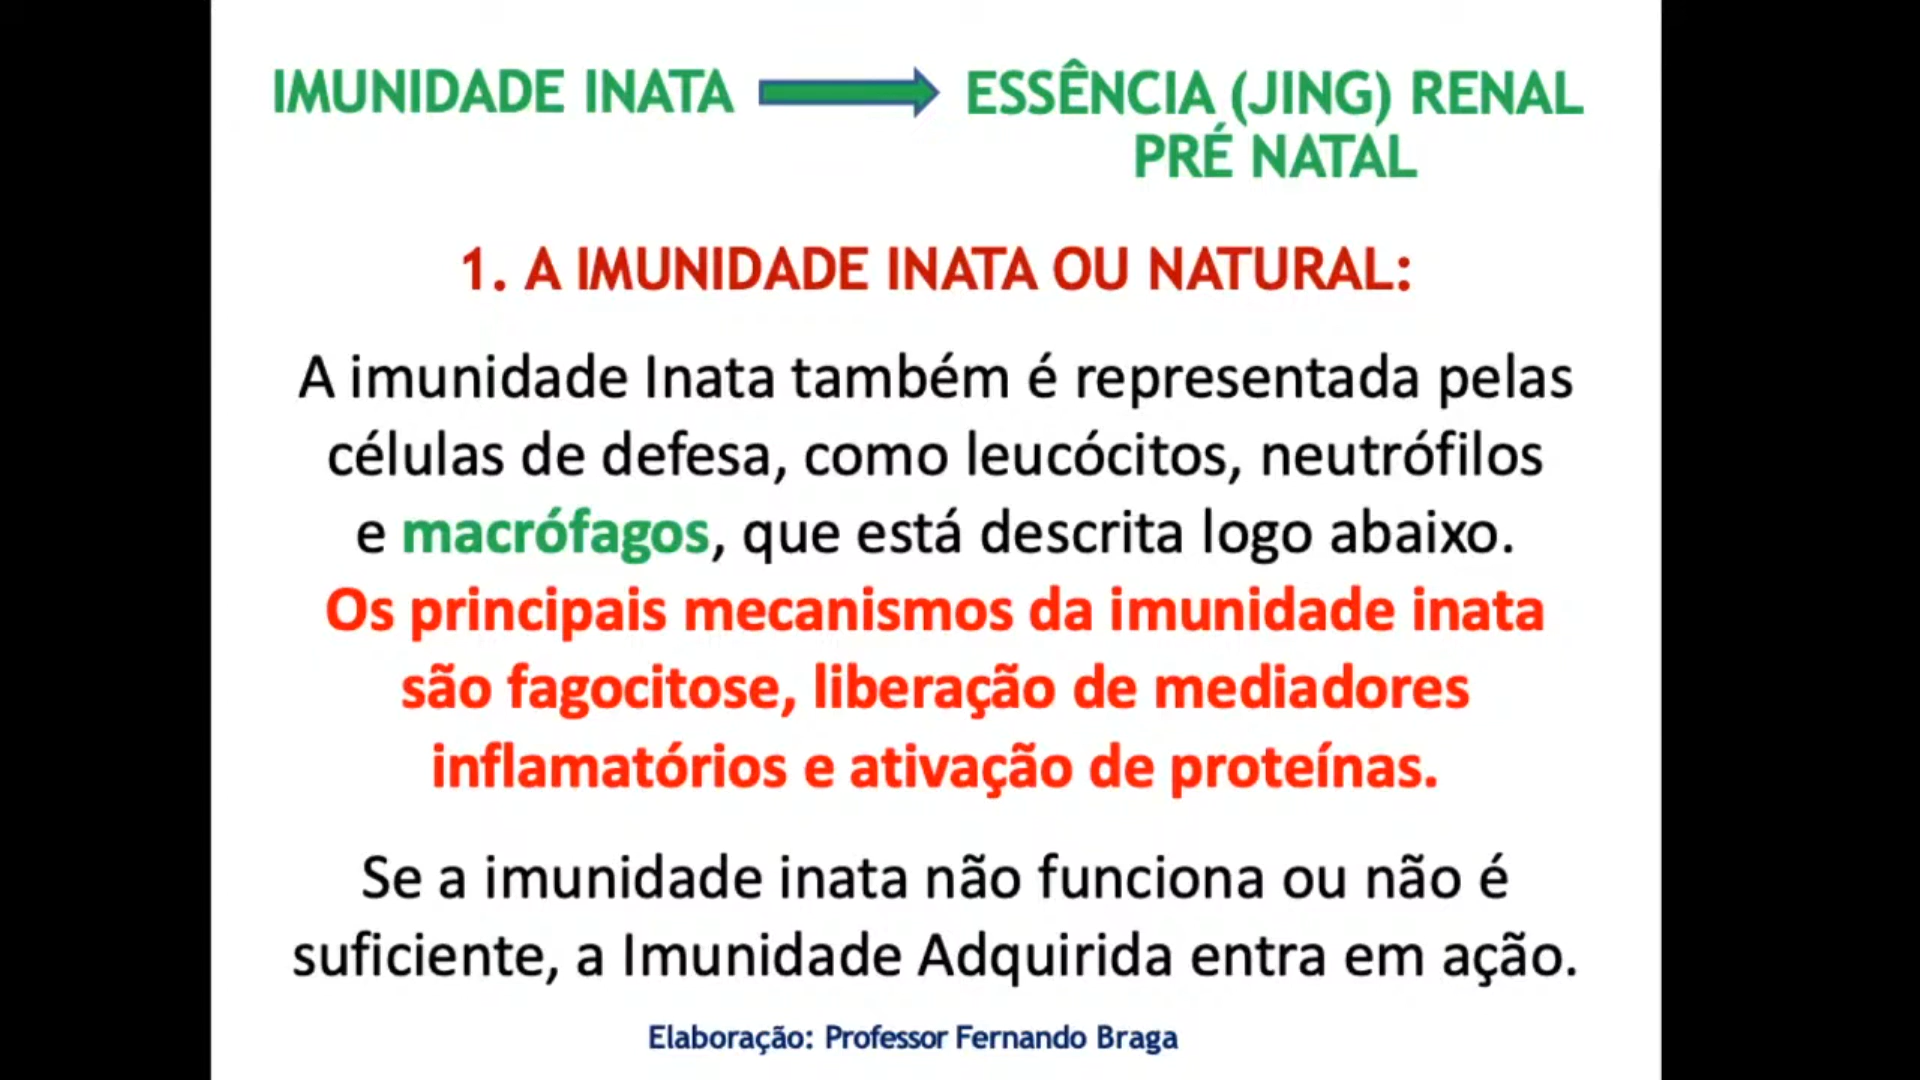 IMUNIDADE INATA
ESSÊNCIA (JING) RENAL
PRÉ NATAL
1. A IMUNIDADE INATA OU NATURAL:
A imunidade Inata também é representada pelas
células de defesa, como leucócitos, neutrófilos
e macrófagos, que está descrita logo abaixo.
Os principais mecanismos da imunidade inata
são fagocitose, liberação de mediadores
inflamatórios e ativação de proteínas.
Se a imunidade inata não funciona ou não é
suficiente, a Imunidade Adquirida entra em ação.
Elaboração: Professor Fernando Braga